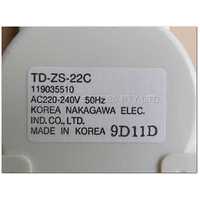 TD-ZS-22C
119035510
AC220-240V 50Hz
KOREA NAKAGAWA ELEC.
IND.CO.,LTD.
MADE IN KOREA 9D11D